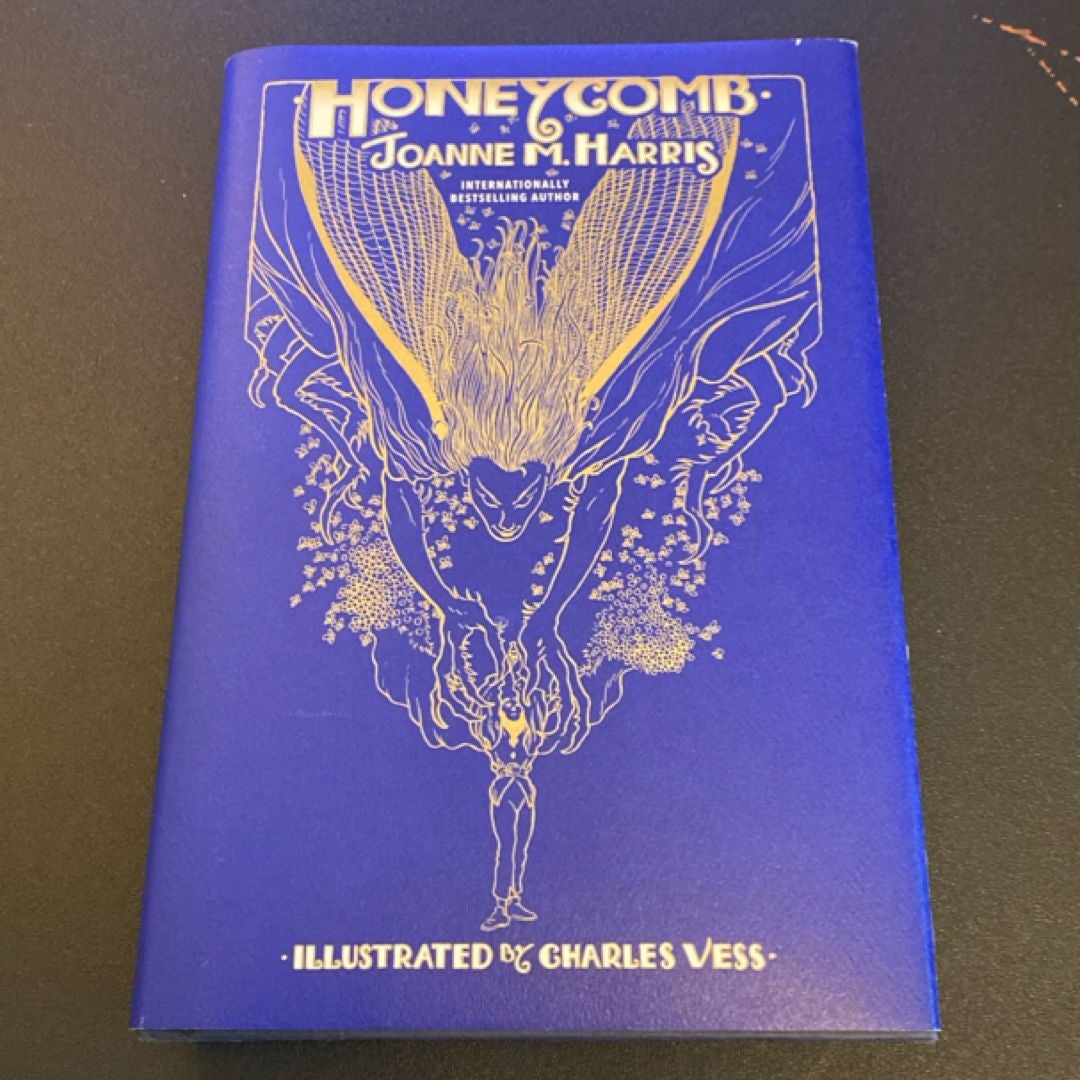 ·HONEYCOMB·
JOANNE M. HARRIS
INTERNATIONALLY
BESTSELLING AUTHOR
·ILLUSTRATED BY CHARLES VESS·